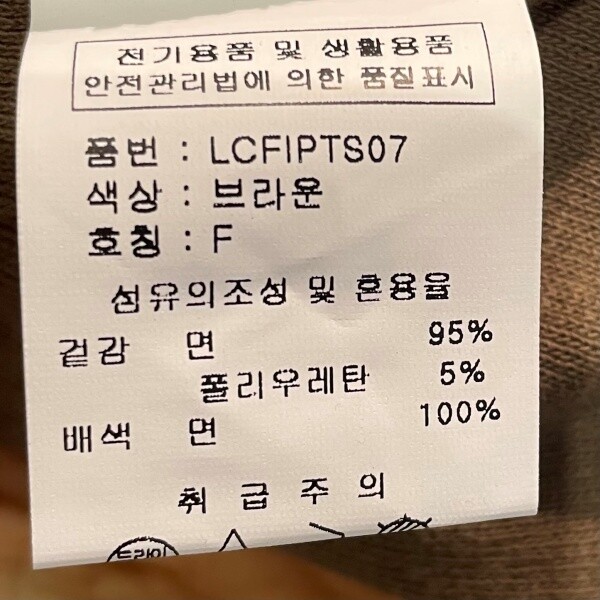 전기용품 및 생활용품
안전관리법에 의한 품질표시
품번 : LCFIPTS07
색상 : 브라운
호칭 : F
섬유의조성 및 혼용율
겉감 면 95%
폴리우레탄 5%
배색 면 100%
취급주의
드라이